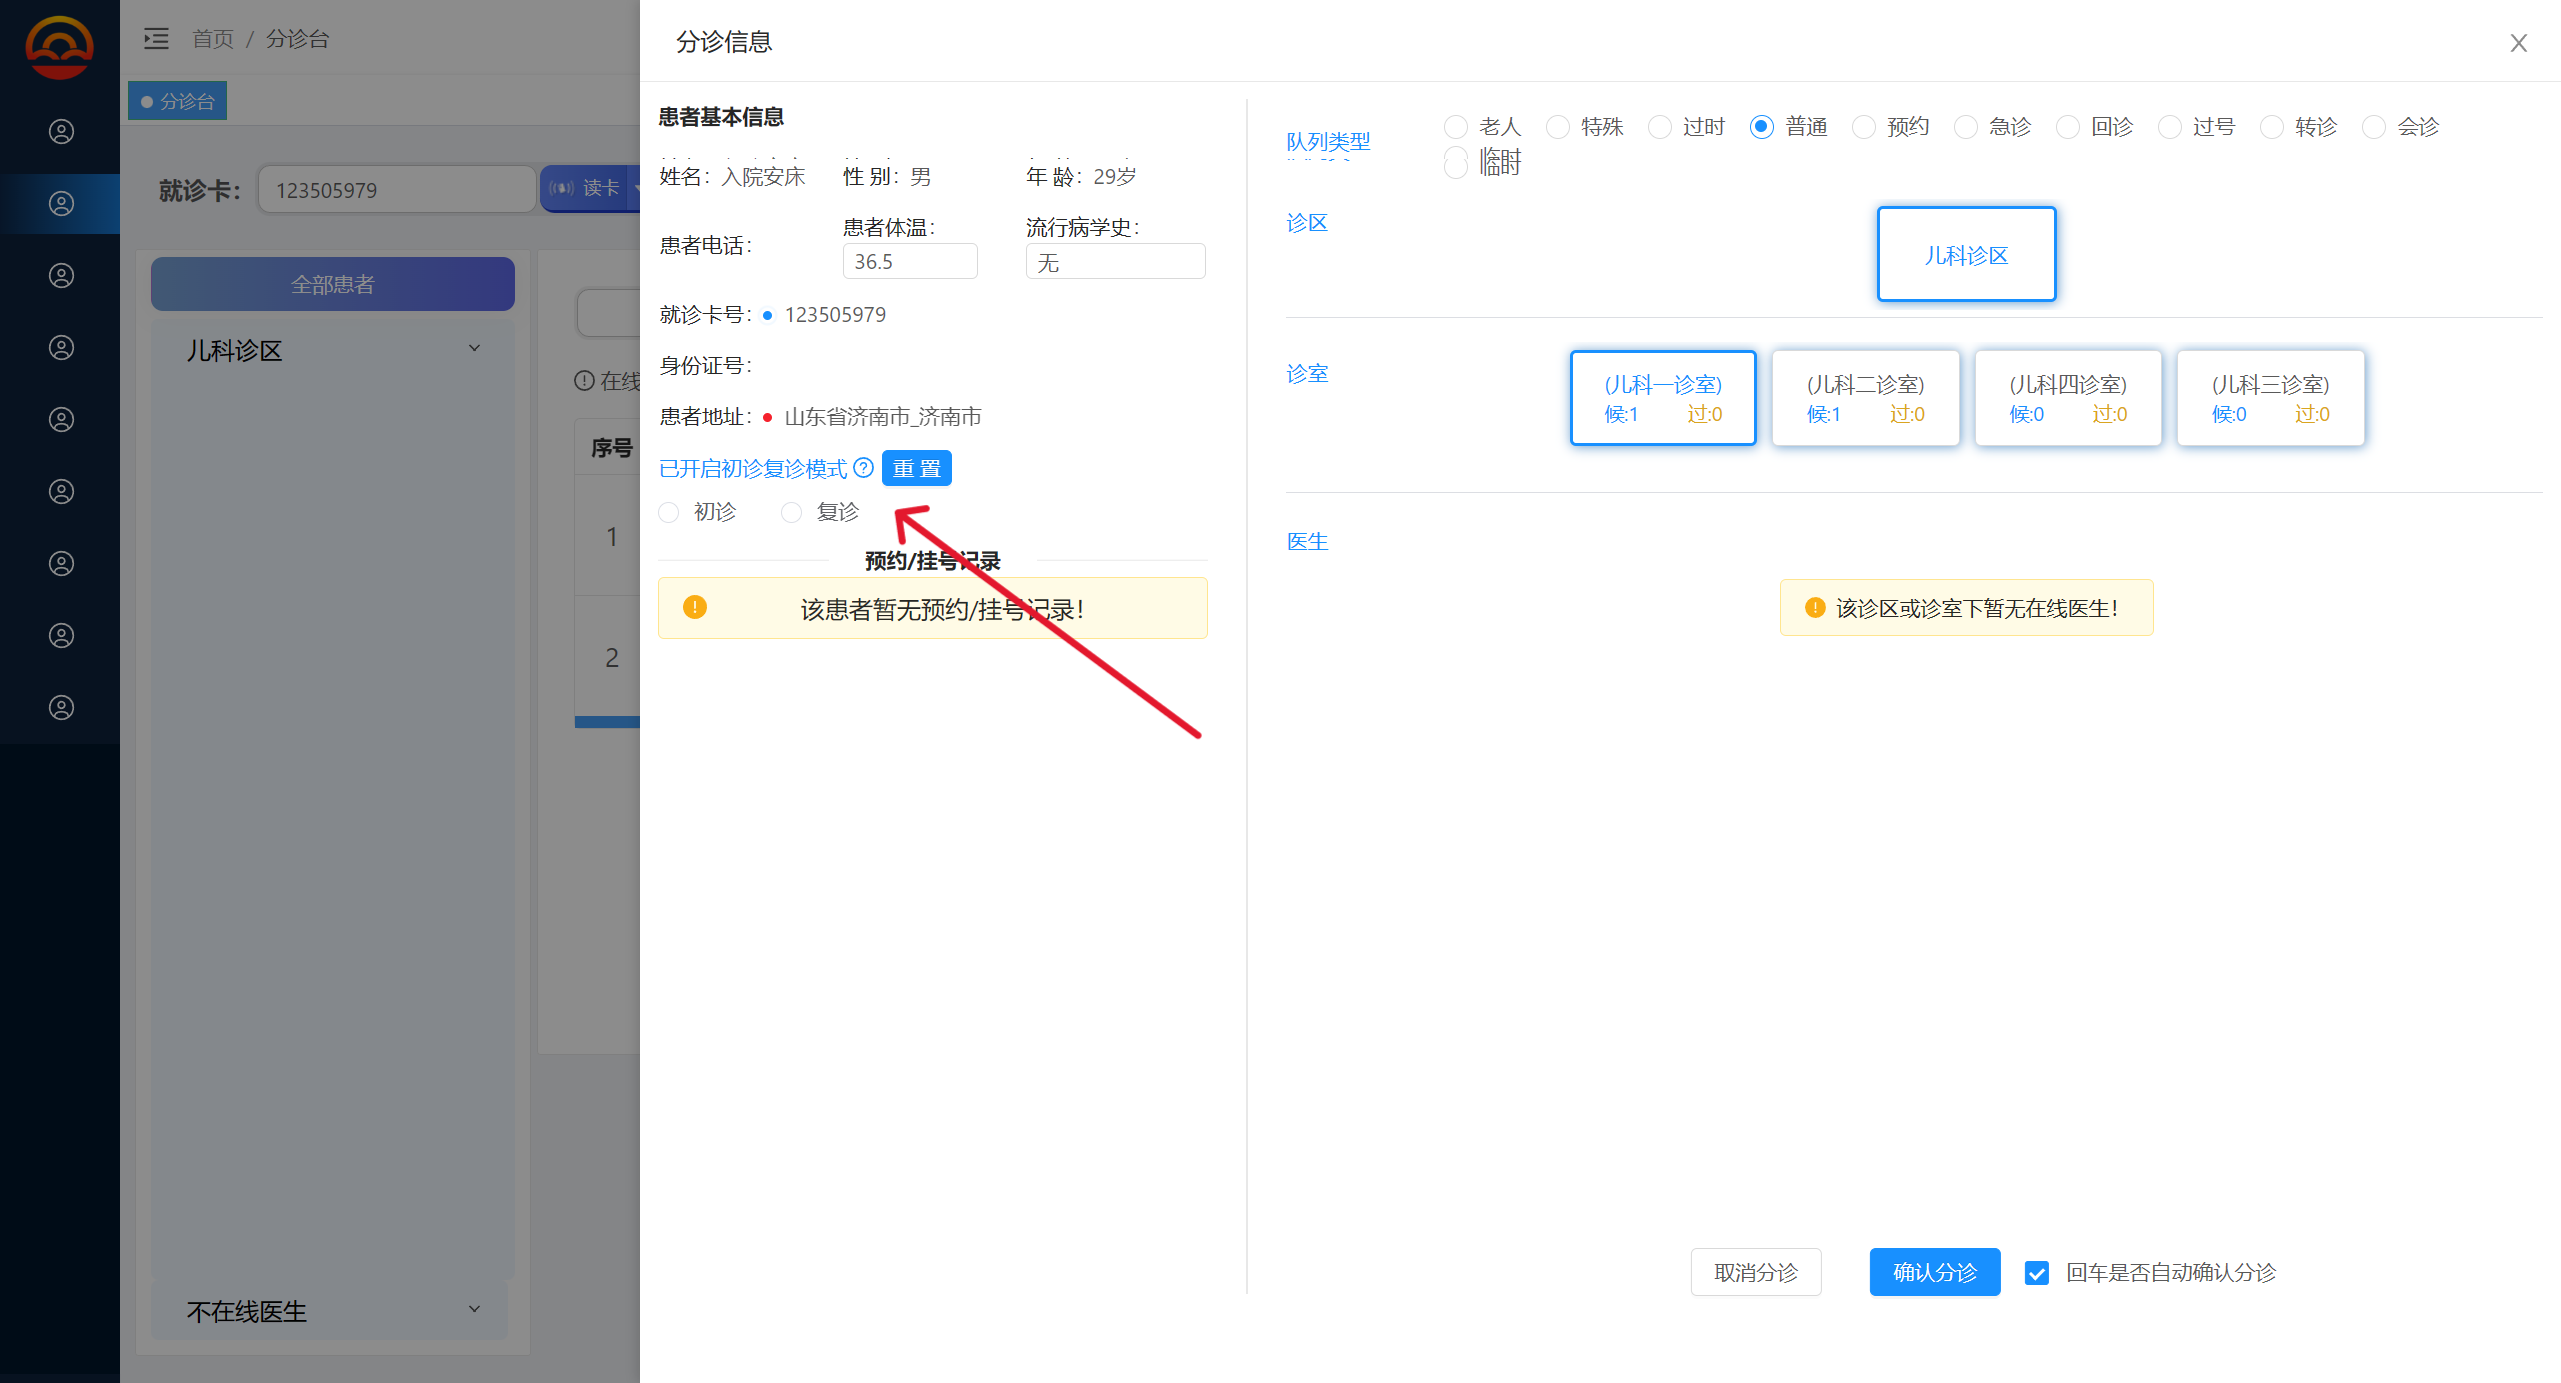 首页 / 分诊台
分诊台
就诊卡：
123505979
读卡
全部患者
儿科诊区
不在线医生
在线
序号
1
2
分诊信息
患者基本信息
姓名：入院安床 性别：男 年龄：29岁
患者电话： 患者体温： 流行病学史：
36.5 无
就诊卡号： 123505979
身份证号：
患者地址： 山东省济南市_济南市
已开启初诊复诊模式 重置
初诊 复诊
预约/挂号记录
该患者暂无预约/挂号记录！
队列类型
老人 特殊 过时 普通 预约 急诊 回诊 过号 转诊 会诊
临时
诊区
儿科诊区
诊室
(儿科一诊室) (儿科二诊室) (儿科四诊室) (儿科三诊室)
候:1 过:0 候:1 过:0 候:0 过:0 候:0 过:0
医生
该诊区或诊室下暂无在线医生！
取消分诊 确认分诊 回车是否自动确认分诊